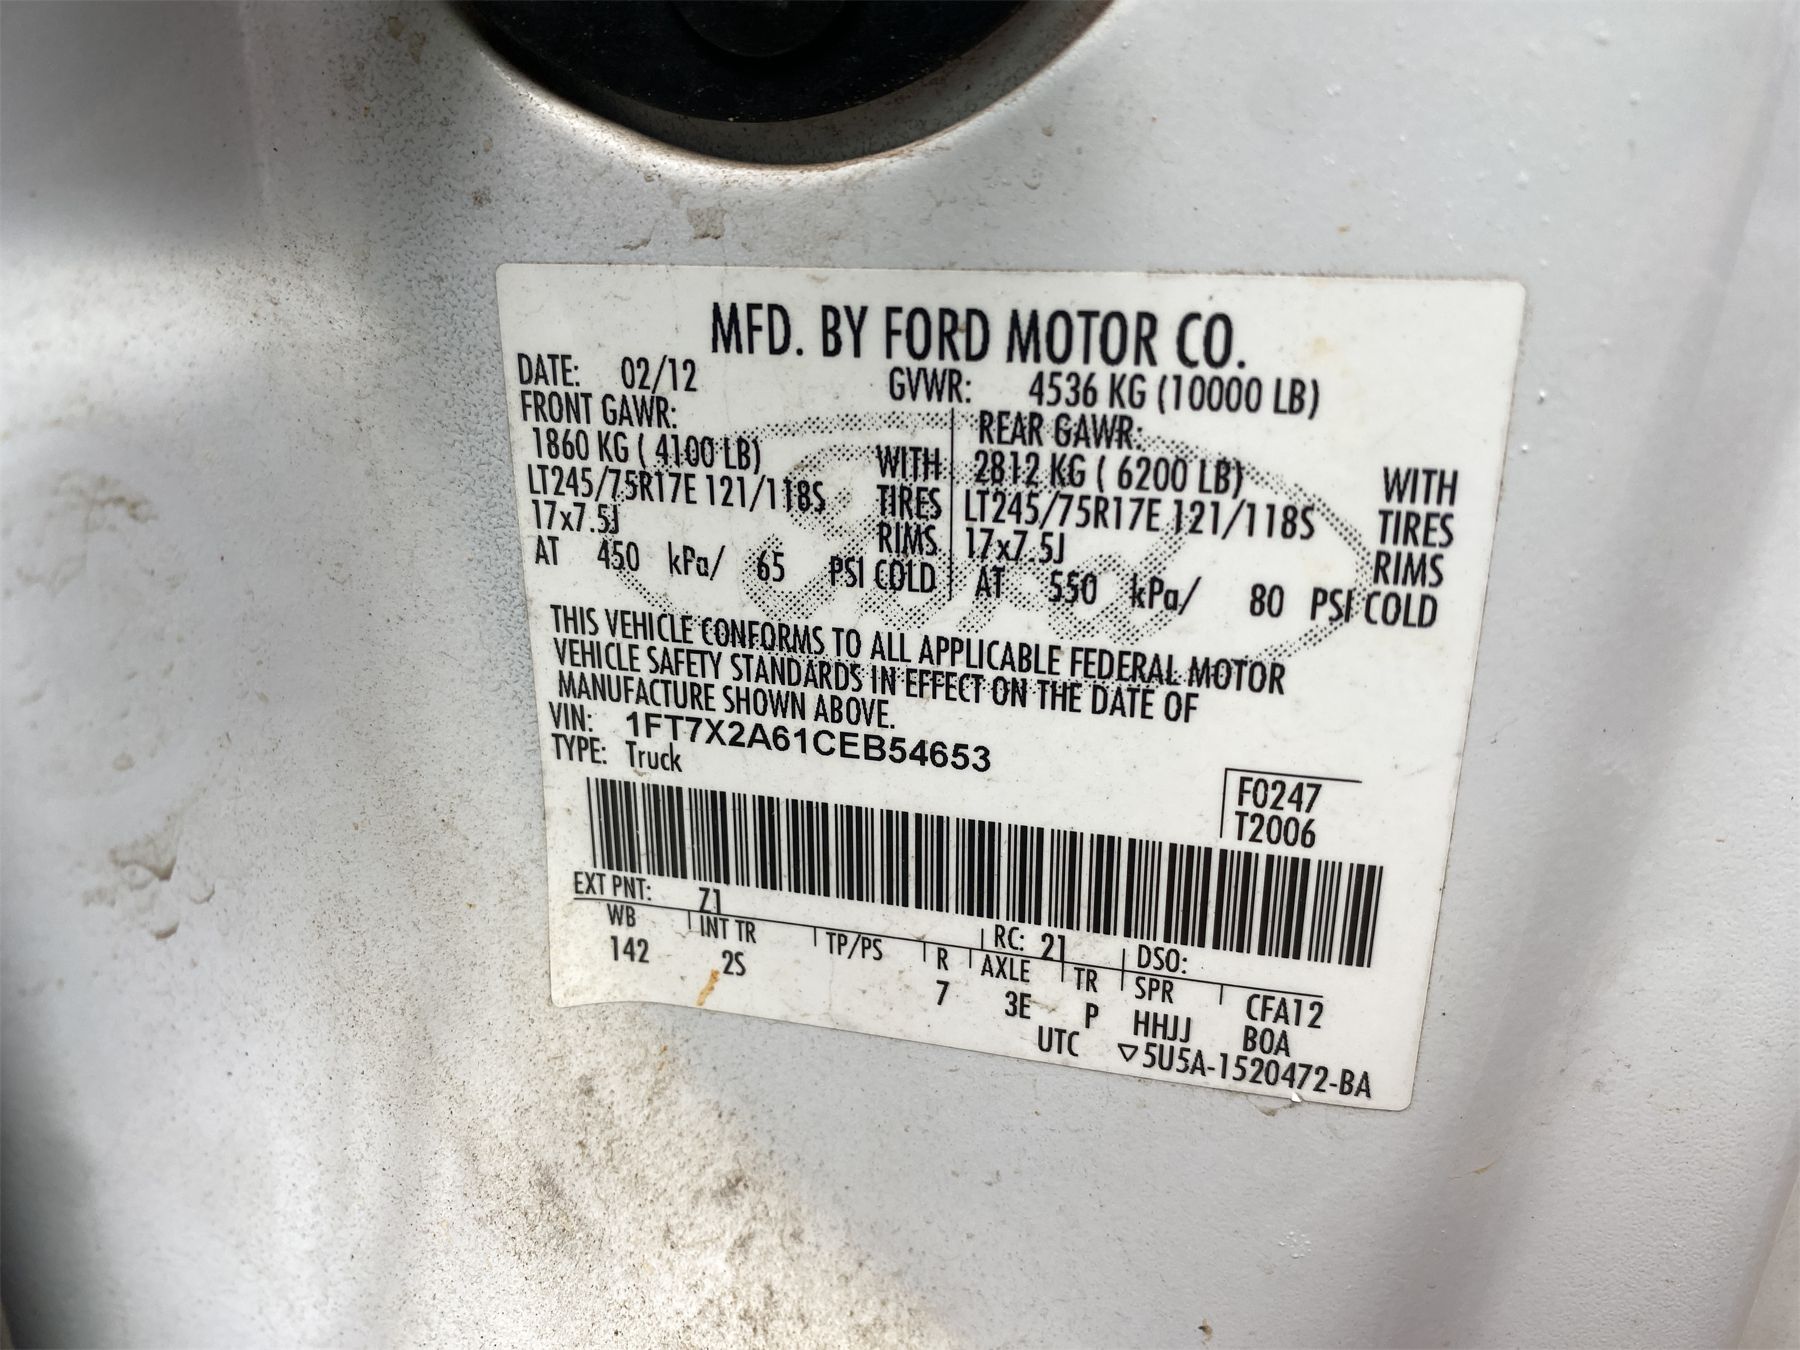 MFD. BY FORD MOTOR CO.
DATE: 02/12 GVWR: 4536 KG (10000 LB)
FRONT GAWR: REAR GAWR:
1860 KG ( 4100 LB) WITH 2812 KG ( 6200 LB) WITH
LT245/75R17E 121/118S TIRES LT245/75R17E 121/118S TIRES
17x7.5J RIMS 17x7.5J RIMS
AT 450 kPa/ 65 PSI COLD AT 550 kPa/ 80 PSI COLD
THIS VEHICLE CONFORMS TO ALL APPLICABLE FEDERAL MOTOR
VEHICLE SAFETY STANDARDS IN EFFECT ON THE DATE OF
MANUFACTURE SHOWN ABOVE.
VIN: 1FT7X2A61CEB54653
TYPE: Truck
F0247
T2006
EXT PNT: Z1 RC: 21 DSO:
WB INT TR TP/PS R AXLE TR SPR CFA12
142 2S 7 3E P HHJJ BOA
UTC ▽5U5A-1520472-BA
Ford